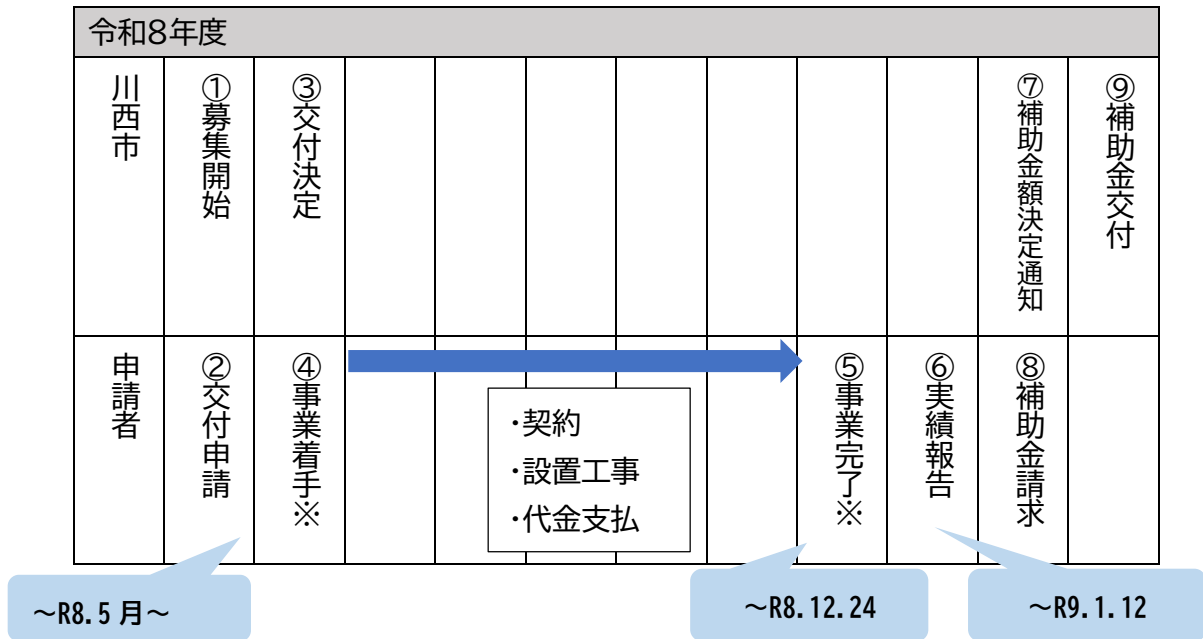 令和8年度
川西市
①募集開始
③交付決定
⑦補助金額決定通知
⑨補助金交付
申請者
②交付申請
④事業着手※
・契約
・設置工事
・代金支払
⑤事業完了※
⑥実績報告
⑧補助金請求
～R8.5月～
～R8.12.24
～R9.1.12